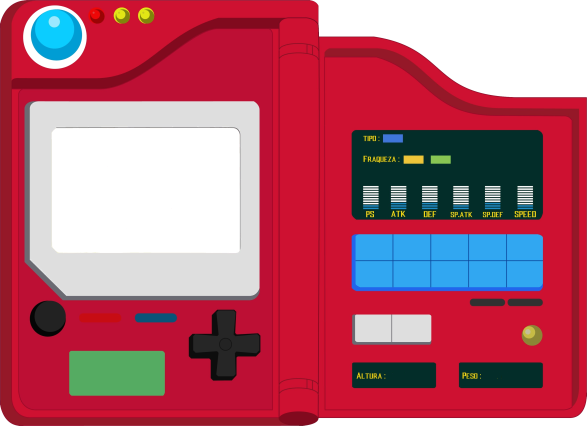 TIPO:
FRAQUEZA:
PS ATK DEF SP.ATK SP.DEF SPEED
ALTURA: PESO: